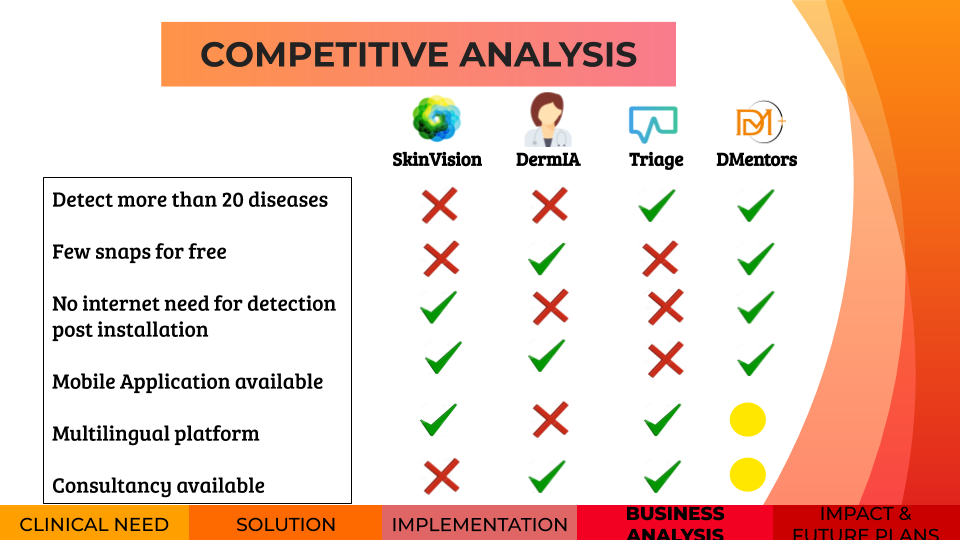 COMPETITIVE ANALYSIS
DM
SkinVision DermIA Triage DMentors
Detect more than 20 diseases
Few snaps for free
No internet need for detection
post installation
Mobile Application available
Multilingual platform
Consultancy available
CLINICAL NEED SOLUTION IMPLEMENTATION BUSINESS
ANALYSIS
IMPACT &
FUTURE PLANS